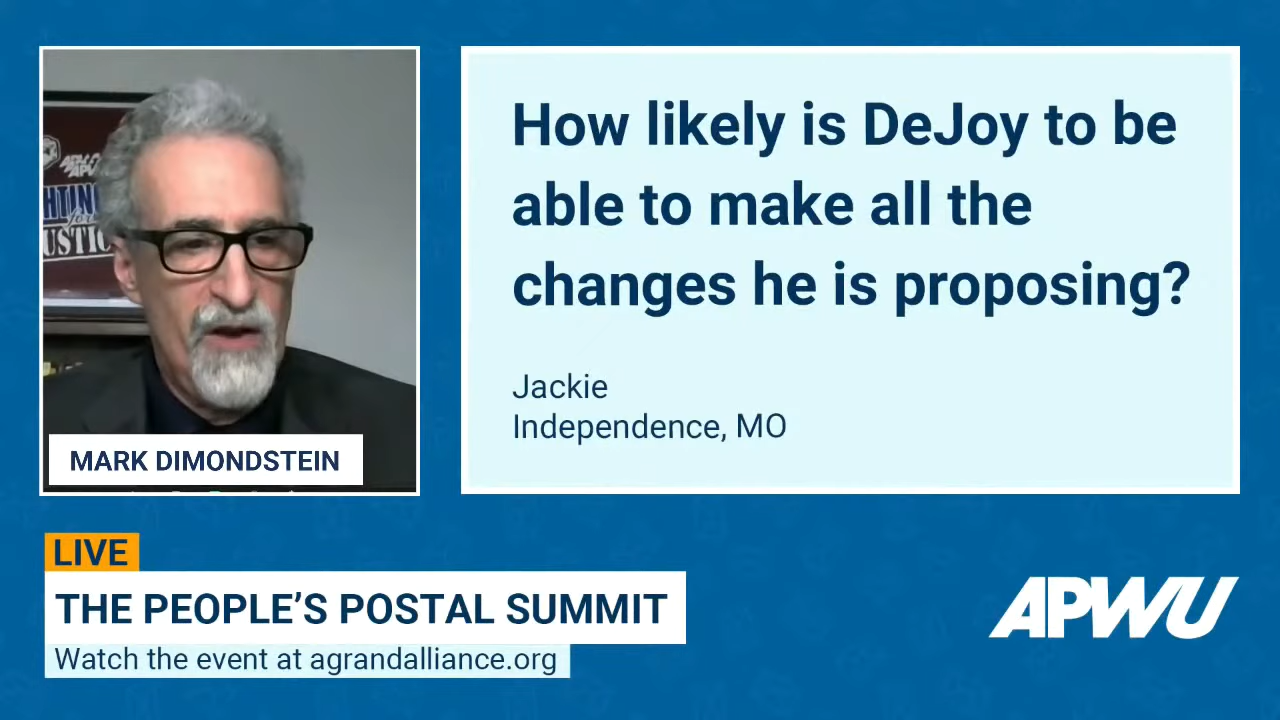 How likely is DeJoy to be
able to make all the
changes he is proposing?
Jackie
Independence, MO
MARK DIMONDSTEIN
LIVE
THE PEOPLE'S POSTAL SUMMIT
Watch the event at agrandalliance.org
APWU